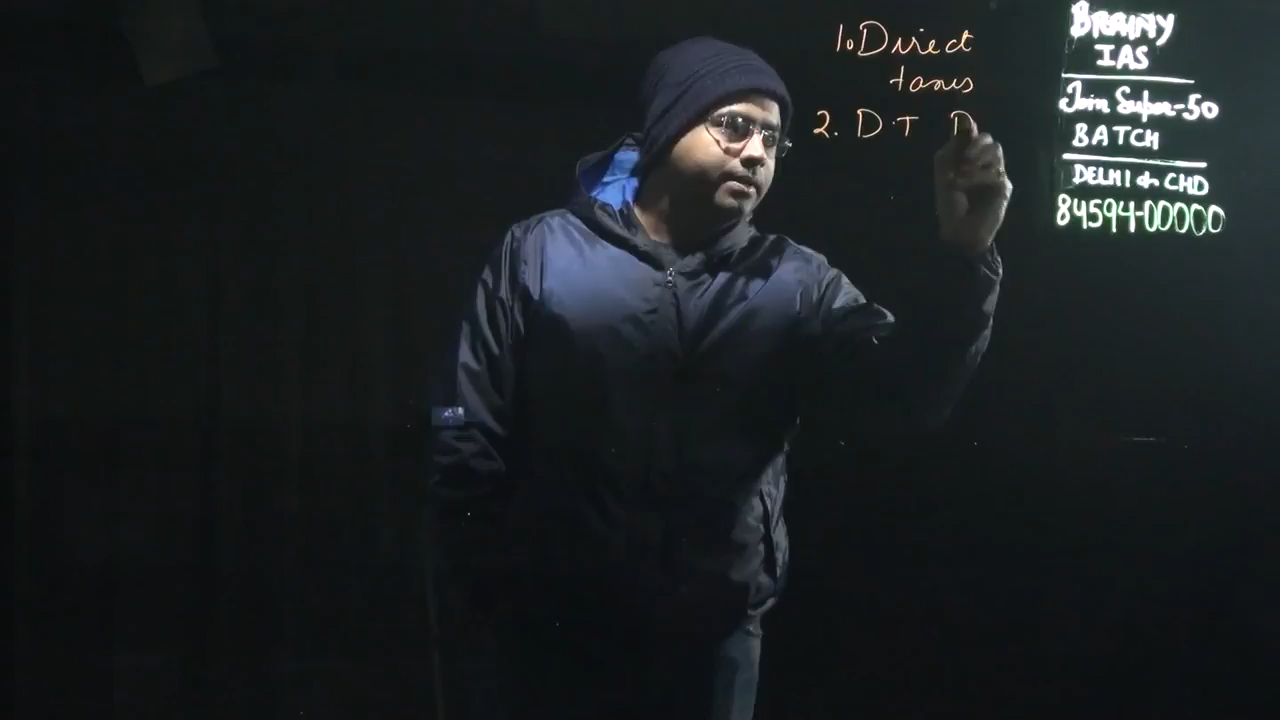 1. Direct
taxes
2. D.T D
BRAINY
IAS
Join Super-50
BATCH
DELHI & CHD
84594-00000